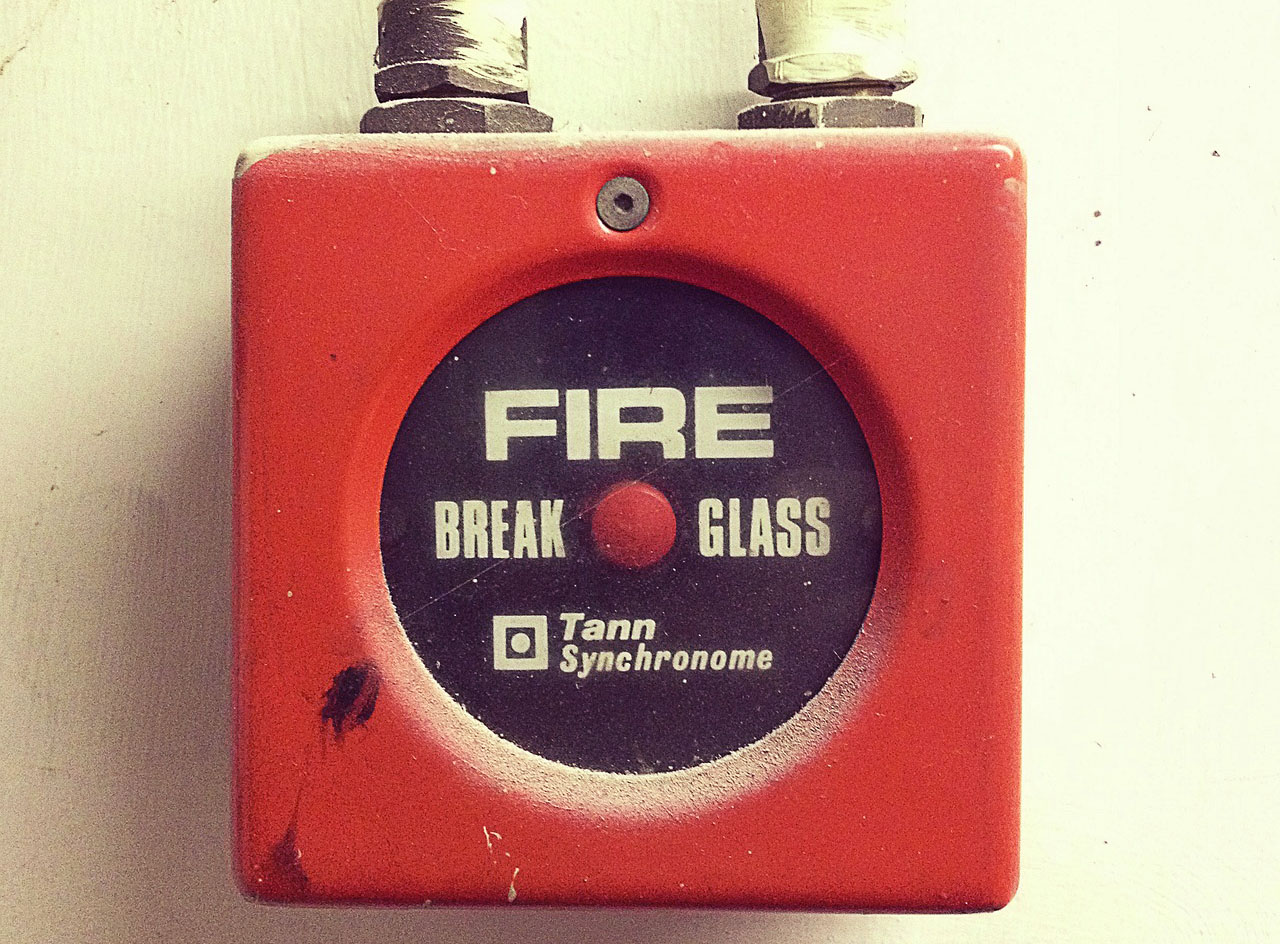 FIRE
BREAK GLASS
Tann
Synchronome